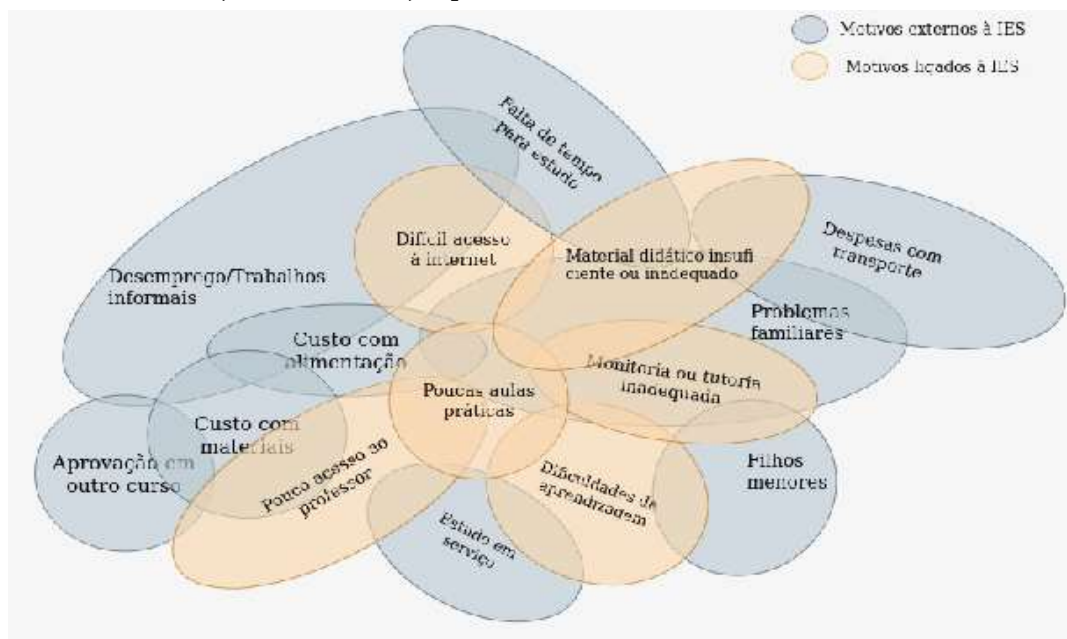 Motivos externos à IES
Motivos ligados à IES
Falta de tempo
para estudo
Difícil acesso
à internet
Material didático insufi
ciente ou inadequado
Despesas com
transporte
Desemprego/Trabalhos
informais
Problemas
familiares
Custo com
alimentação
Monitoria ou tutoria
inadequada
Poucas aulas
práticas
Custo com
materiais
Aprovação em
outro curso
Pouco acesso ao
professor
Dificuldades de
aprendizagem
Filhos
menores
Estudo em
serviço